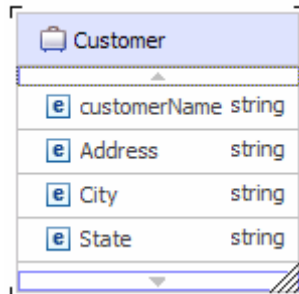 Customer
e customerName string
e Address string
e City string
e State string